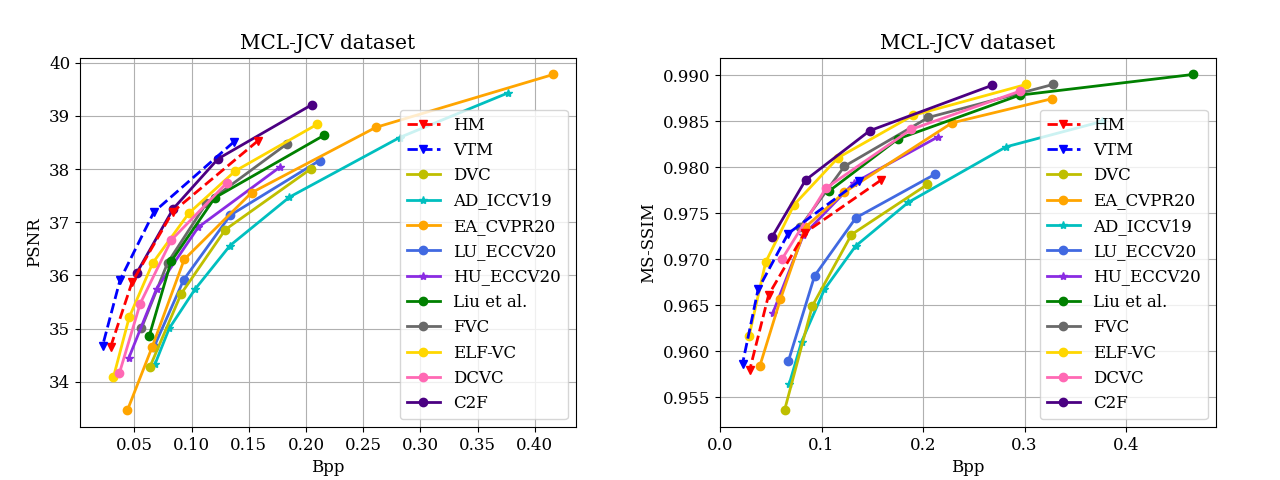 MCL-JCV dataset
PSNR
40
39
38
37
36
35
34
0.05 0.10 0.15 0.20 0.25 0.30 0.35 0.40
Bpp
HM
VTM
DVC
AD_ICCV19
EA_CVPR20
LU_ECCV20
HU_ECCV20
Liu et al.
FVC
ELF-VC
DCVC
C2F
MCL-JCV dataset
MS-SSIM
0.990
0.985
0.980
0.975
0.970
0.965
0.960
0.955
0.0 0.1 0.2 0.3 0.4
Bpp
HM
VTM
DVC
EA_CVPR20
AD_ICCV19
LU_ECCV20
HU_ECCV20
Liu et al.
FVC
ELF-VC
DCVC
C2F